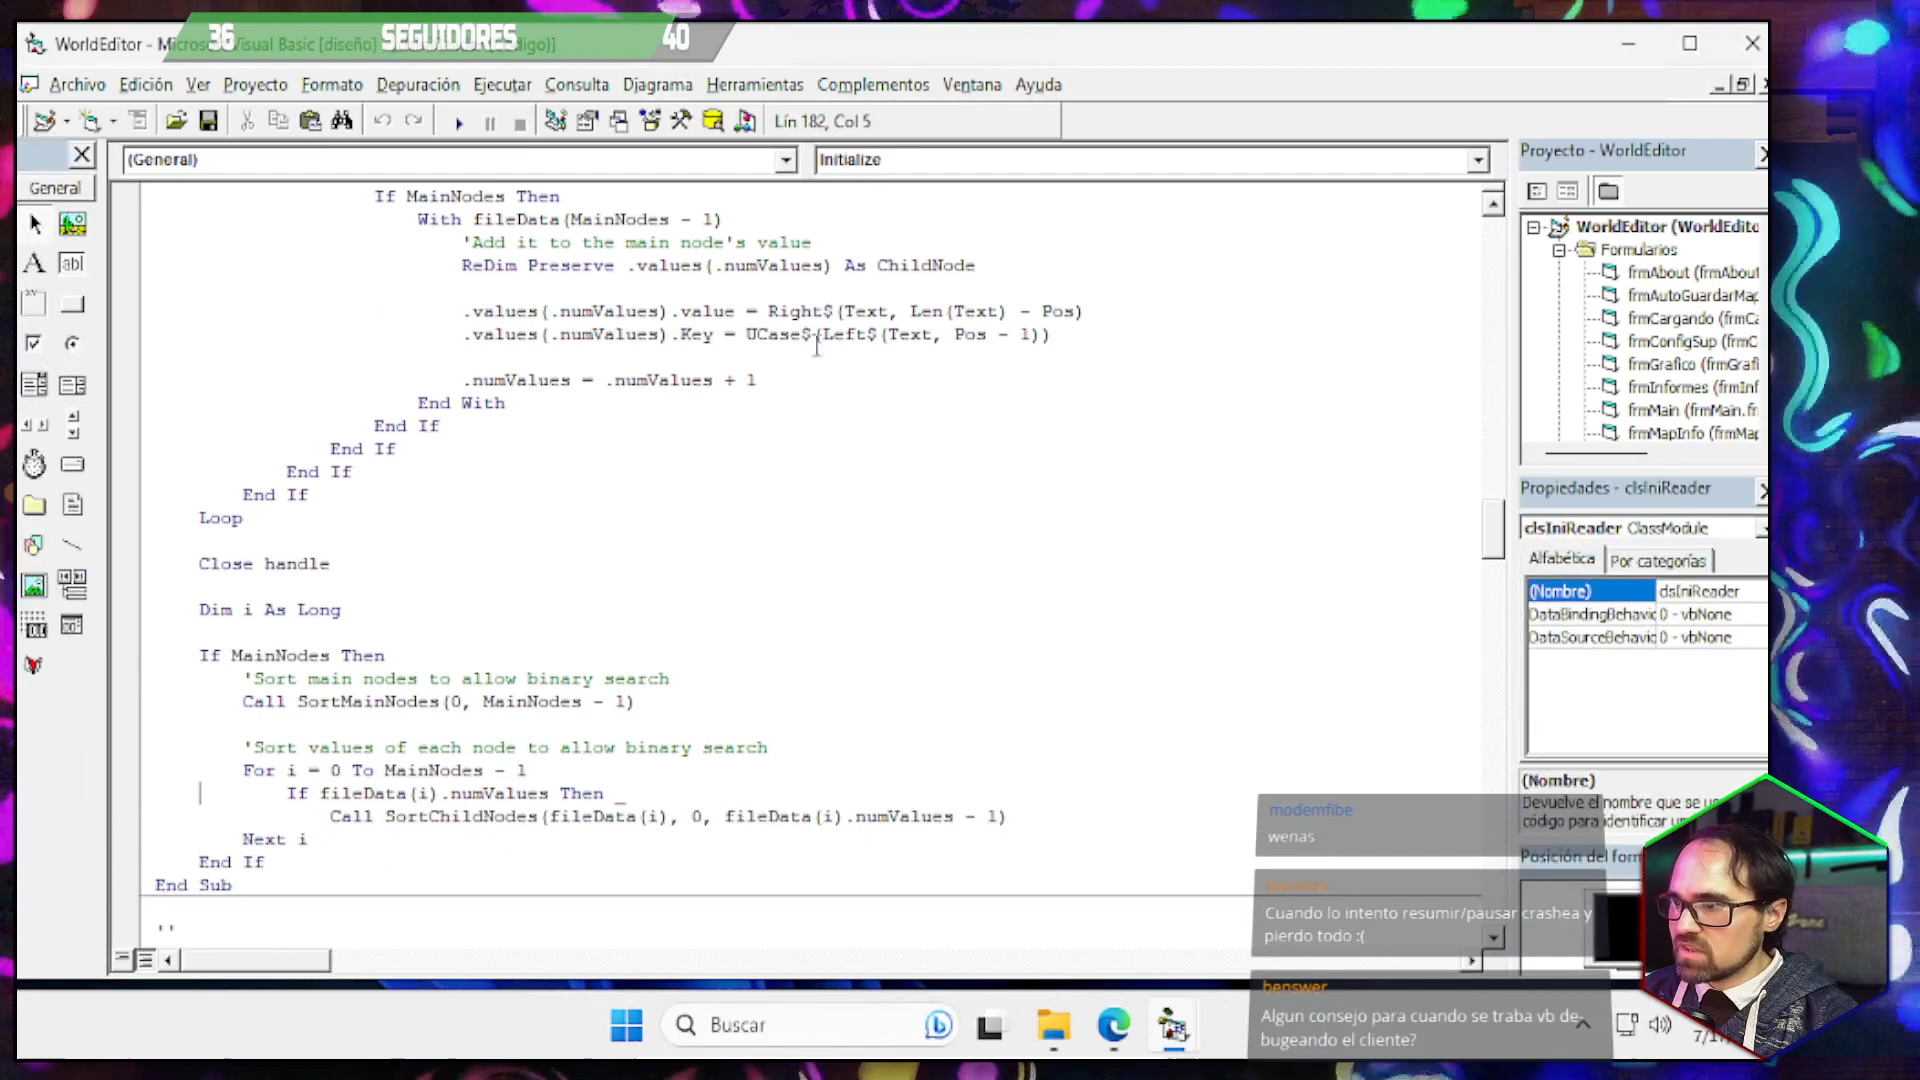 36 SEGUIDORES 40
WorldEditor - Micros Visual Basic [diseño] digo)]
Archivo Edición Ver Proyecto Formato Depuración Ejecutar Consulta Diagrama Herramientas Complementos Ventana Ayuda
Lín 182, Col 5
General
(General)
Initialize
If MainNodes Then
With fileData(MainNodes - 1)
'Add it to the main node's value
ReDim Preserve .values(.numValues) As ChildNode
.values(.numValues).value = Right$(Text, Len(Text) - Pos)
.values(.numValues).Key = UCase$(Left$(Text, Pos - 1))
.numValues = .numValues + 1
End With
End If
End If
End If
End If
Loop
Close handle
Dim i As Long
If MainNodes Then
'Sort main nodes to allow binary search
Call SortMainNodes(0, MainNodes - 1)
'Sort values of each node to allow binary search
For i = 0 To MainNodes - 1
If fileData(i).numValues Then _
Call SortChildNodes(fileData(i), 0, fileData(i).numValues - 1)
Next i
End If
End Sub
''
Proyecto - WorldEditor
WorldEditor (WorldEdito
Formularios
frmAbout (frmAbout
frmAutoGuardarMap
frmCargando (frmCa
frmConfigSup (frmC
frmGrafico (frmGrafi
frmInformes (frmInf
frmMain (frmMain.fr
frmMapInfo (frmMap
Propiedades - clsIniReader
clsIniReader ClassModule
Alfabética Por categorías
(Nombre) clsIniReader
DataBindingBehavic 0 - vbNone
DataSourceBehavic 0 - vbNone
(Nombre)
Devuelve el nombre que se us
código para identificar un
Posición del form
modemfibe
wenas
Cuando lo intento resumir/pausar crashea y
pierdo todo :(
benswer
Algun consejo para cuando se traba vb de-
bugeando el cliente?
Buscar